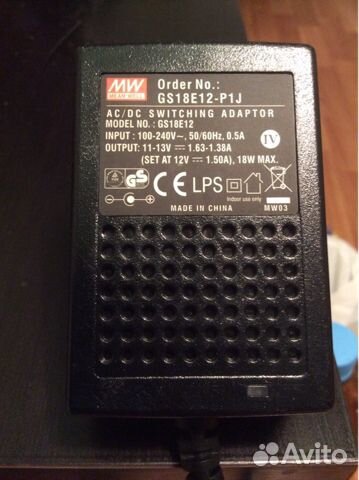 MW
MEAN WELL
Order No.:
GS18E12-P1J
AC/DC SWITCHING ADAPTOR
MODEL NO. : GS18E12
INPUT : 100-240V~, 50/60Hz, 0.5A
OUTPUT: 11-13V ⎓ 1.63-1.38A
(SET AT 12V ⎓ 1.50A), 18W MAX.
IV
GS
CE LPS
Indoor use only
MADE IN CHINA
MW03
Avito